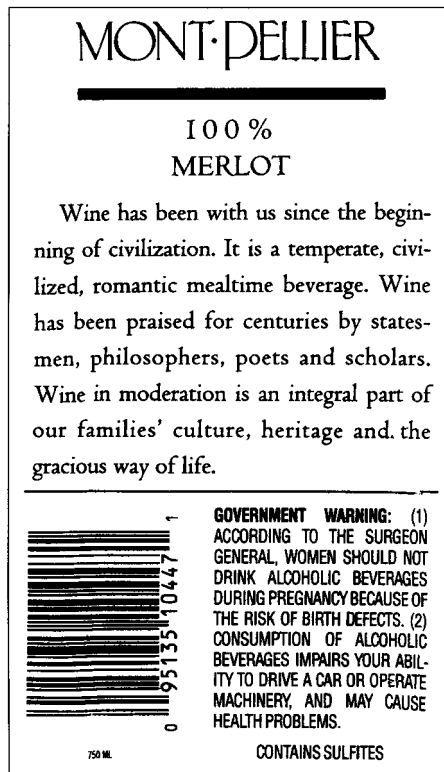 MONT·PELLIER
100%
MERLOT
Wine has been with us since the begin-
ning of civilization. It is a temperate, civi-
lized, romantic mealtime beverage. Wine
has been praised for centuries by states-
men, philosophers, poets and scholars.
Wine in moderation is an integral part of
our families' culture, heritage and. the
gracious way of life.
GOVERNMENT WARNING: (1)
ACCORDING TO THE SURGEON
GENERAL, WOMEN SHOULD NOT
DRINK ALCOHOLIC BEVERAGES
DURING PREGNANCY BECAUSE OF
THE RISK OF BIRTH DEFECTS. (2)
CONSUMPTION OF ALCOHOLIC
BEVERAGES IMPAIRS YOUR ABIL-
ITY TO DRIVE A CAR OR OPERATE
MACHINERY, AND MAY CAUSE
HEALTH PROBLEMS.
0 95135 10447 1
750 ML
CONTAINS SULFITES